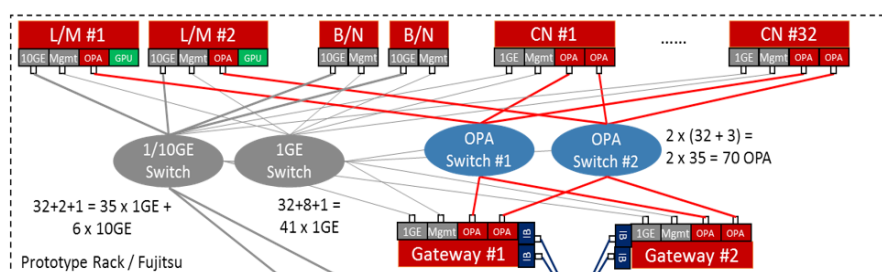 L/M #1
L/M #2
B/N
B/N
CN #1
......
CN #32
10GE Mgmt OPA GPU
10GE Mgmt OPA GPU
10GE Mgmt
10GE Mgmt
1GE Mgmt OPA OPA
1GE Mgmt OPA OPA
1/10GE
Switch
1GE
Switch
OPA
Switch #1
OPA
Switch #2
2 x (32 + 3) =
2 x 35 = 70 OPA
32+2+1 = 35 x 1GE +
6 x 10GE
32+8+1 =
41 x 1GE
1GE Mgmt OPA OPA IB
Gateway #1 IB
IB 1GE Mgmt OPA OPA
IB Gateway #2
Prototype Rack / Fujitsu